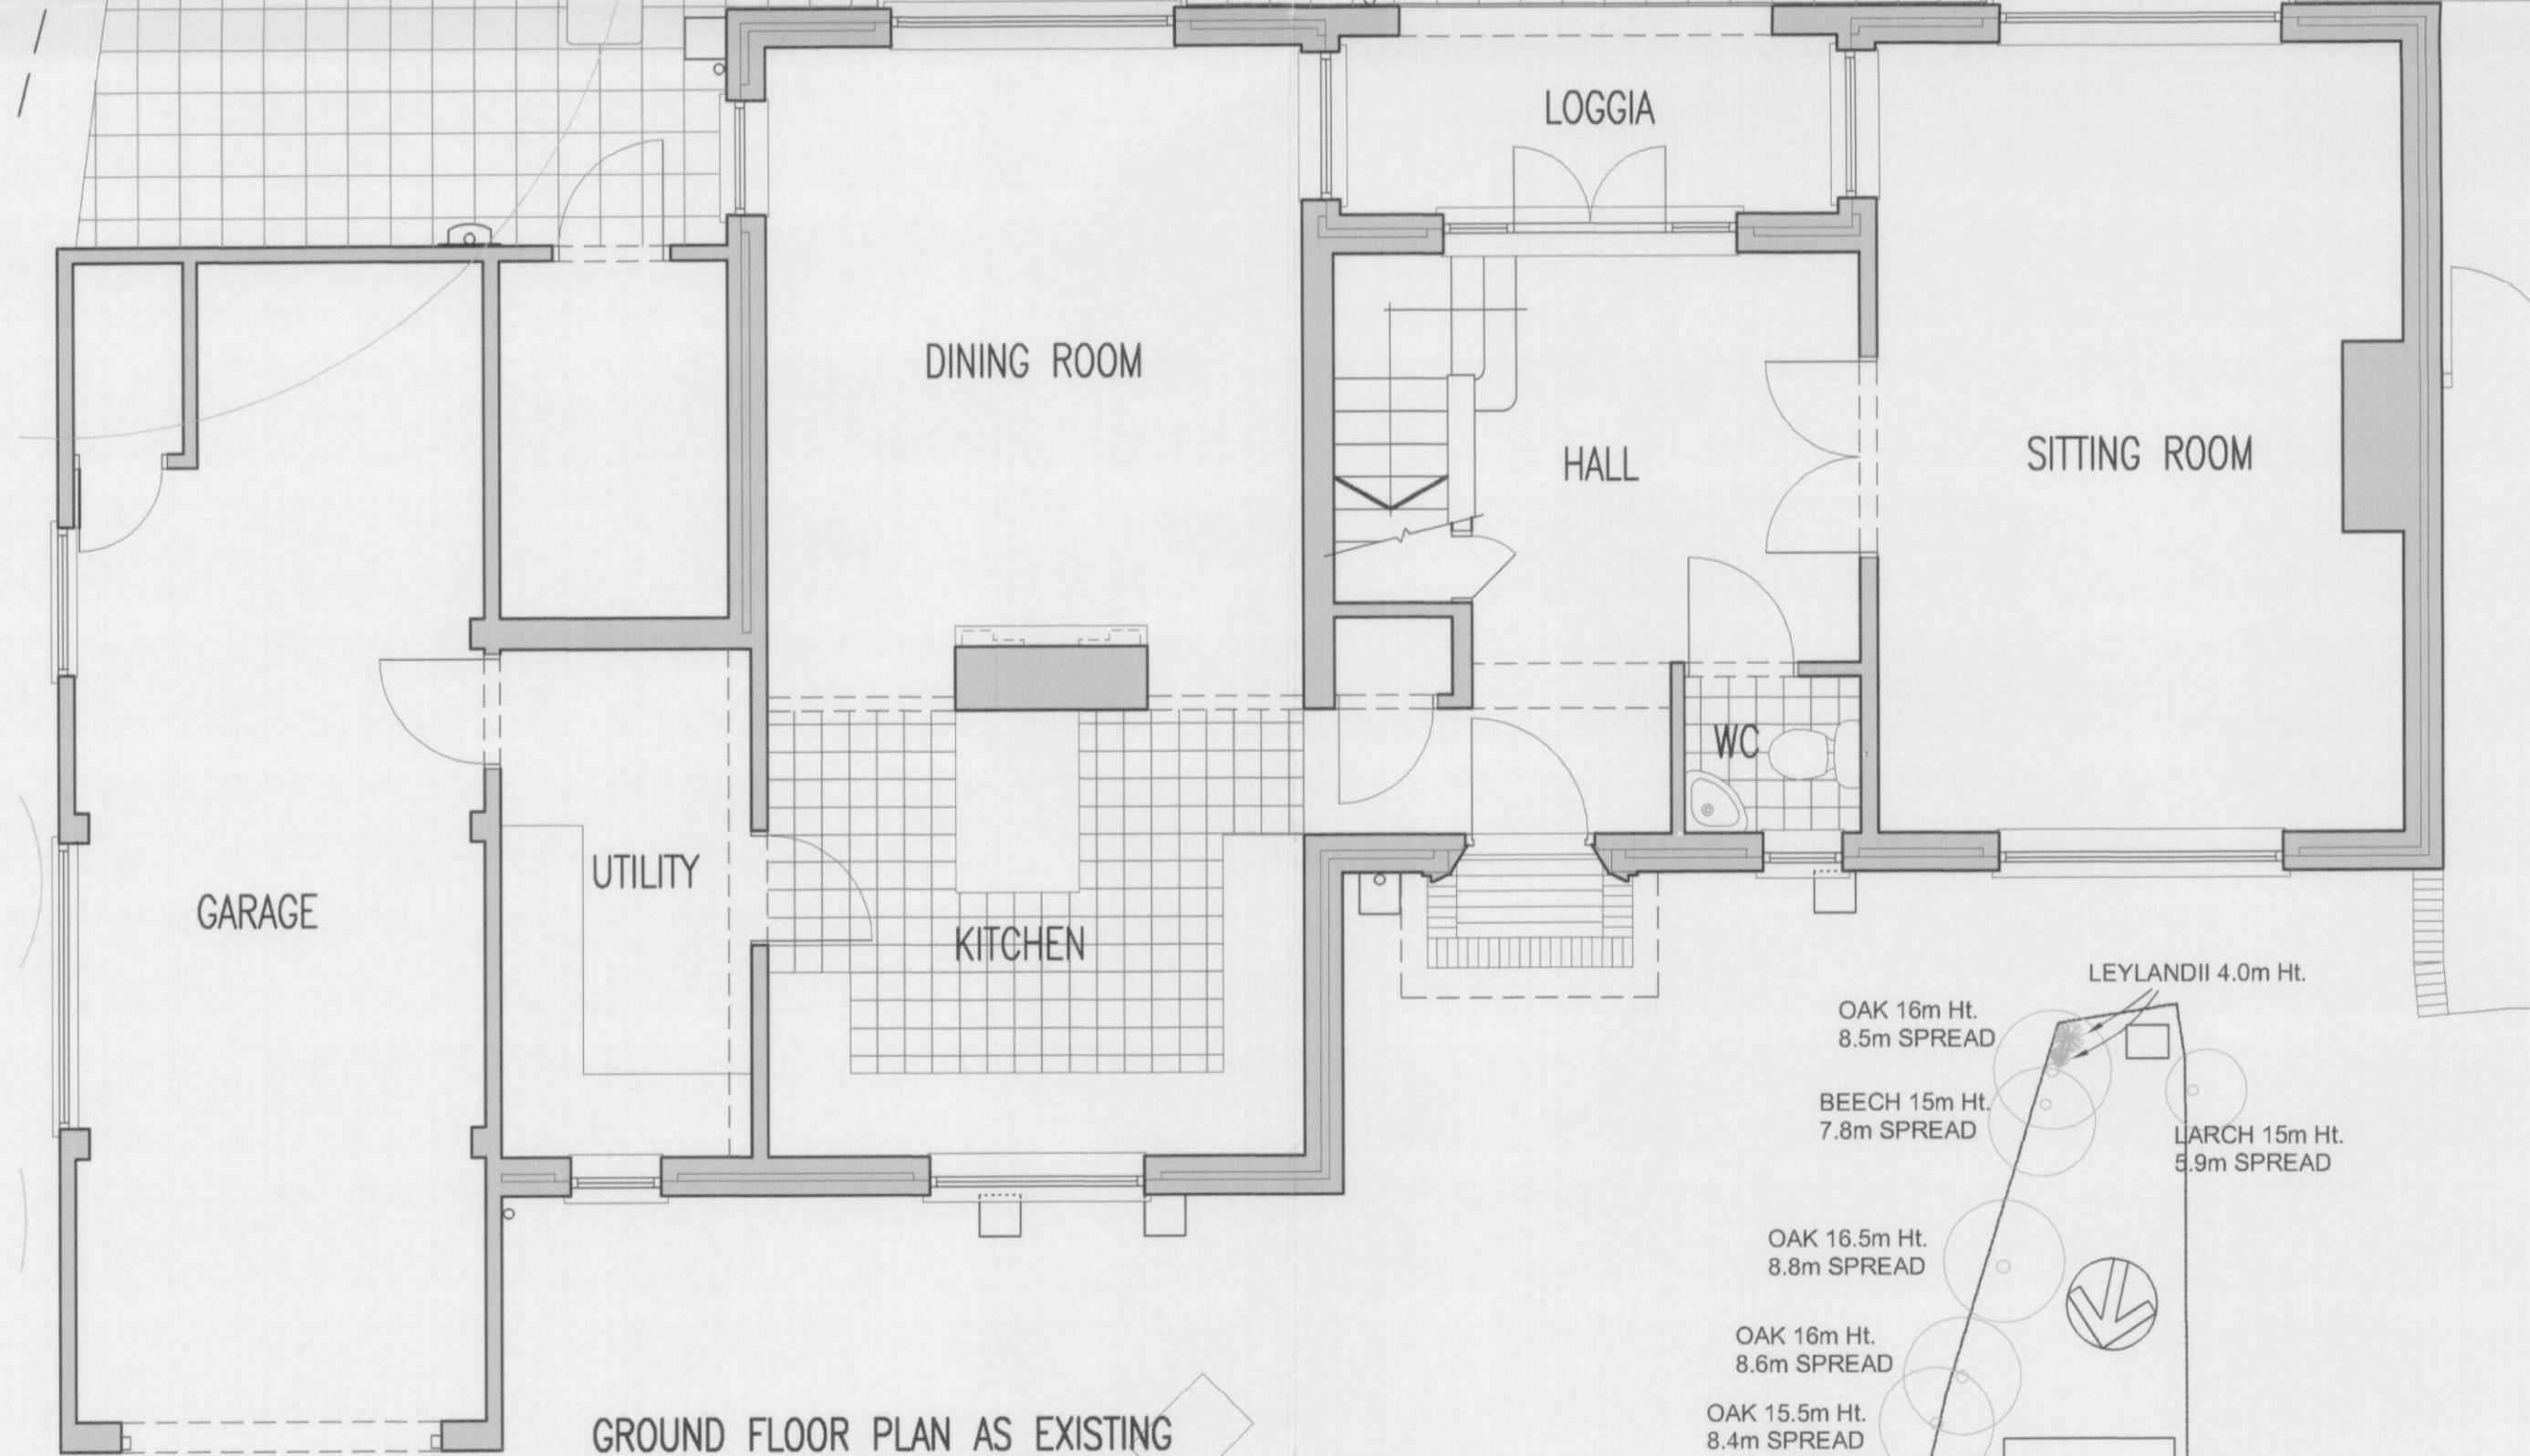 LOGGIA
DINING ROOM
HALL
SITTING ROOM
WC
UTILITY
GARAGE
KITCHEN
LEYLANDII 4.0m Ht.
OAK 16m Ht.
8.5m SPREAD
BEECH 15m Ht.
7.8m SPREAD
LARCH 15m Ht.
5.9m SPREAD
OAK 16.5m Ht.
8.8m SPREAD
OAK 16m Ht.
8.6m SPREAD
OAK 15.5m Ht.
8.4m SPREAD
GROUND FLOOR PLAN AS EXISTING